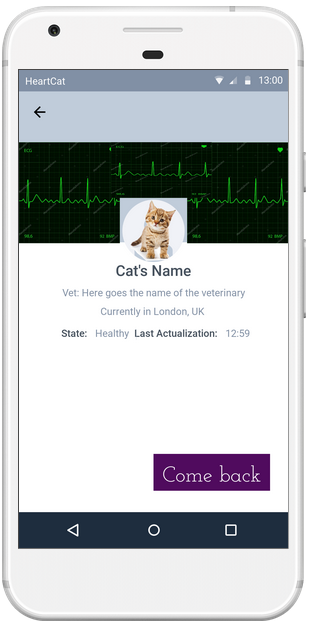 HeartCat 13:00
ECG
Cat's Name
Vet: Here goes the name of the veterinary
Currently in London, UK
State: Healthy Last Actualization: 12:59
Come back